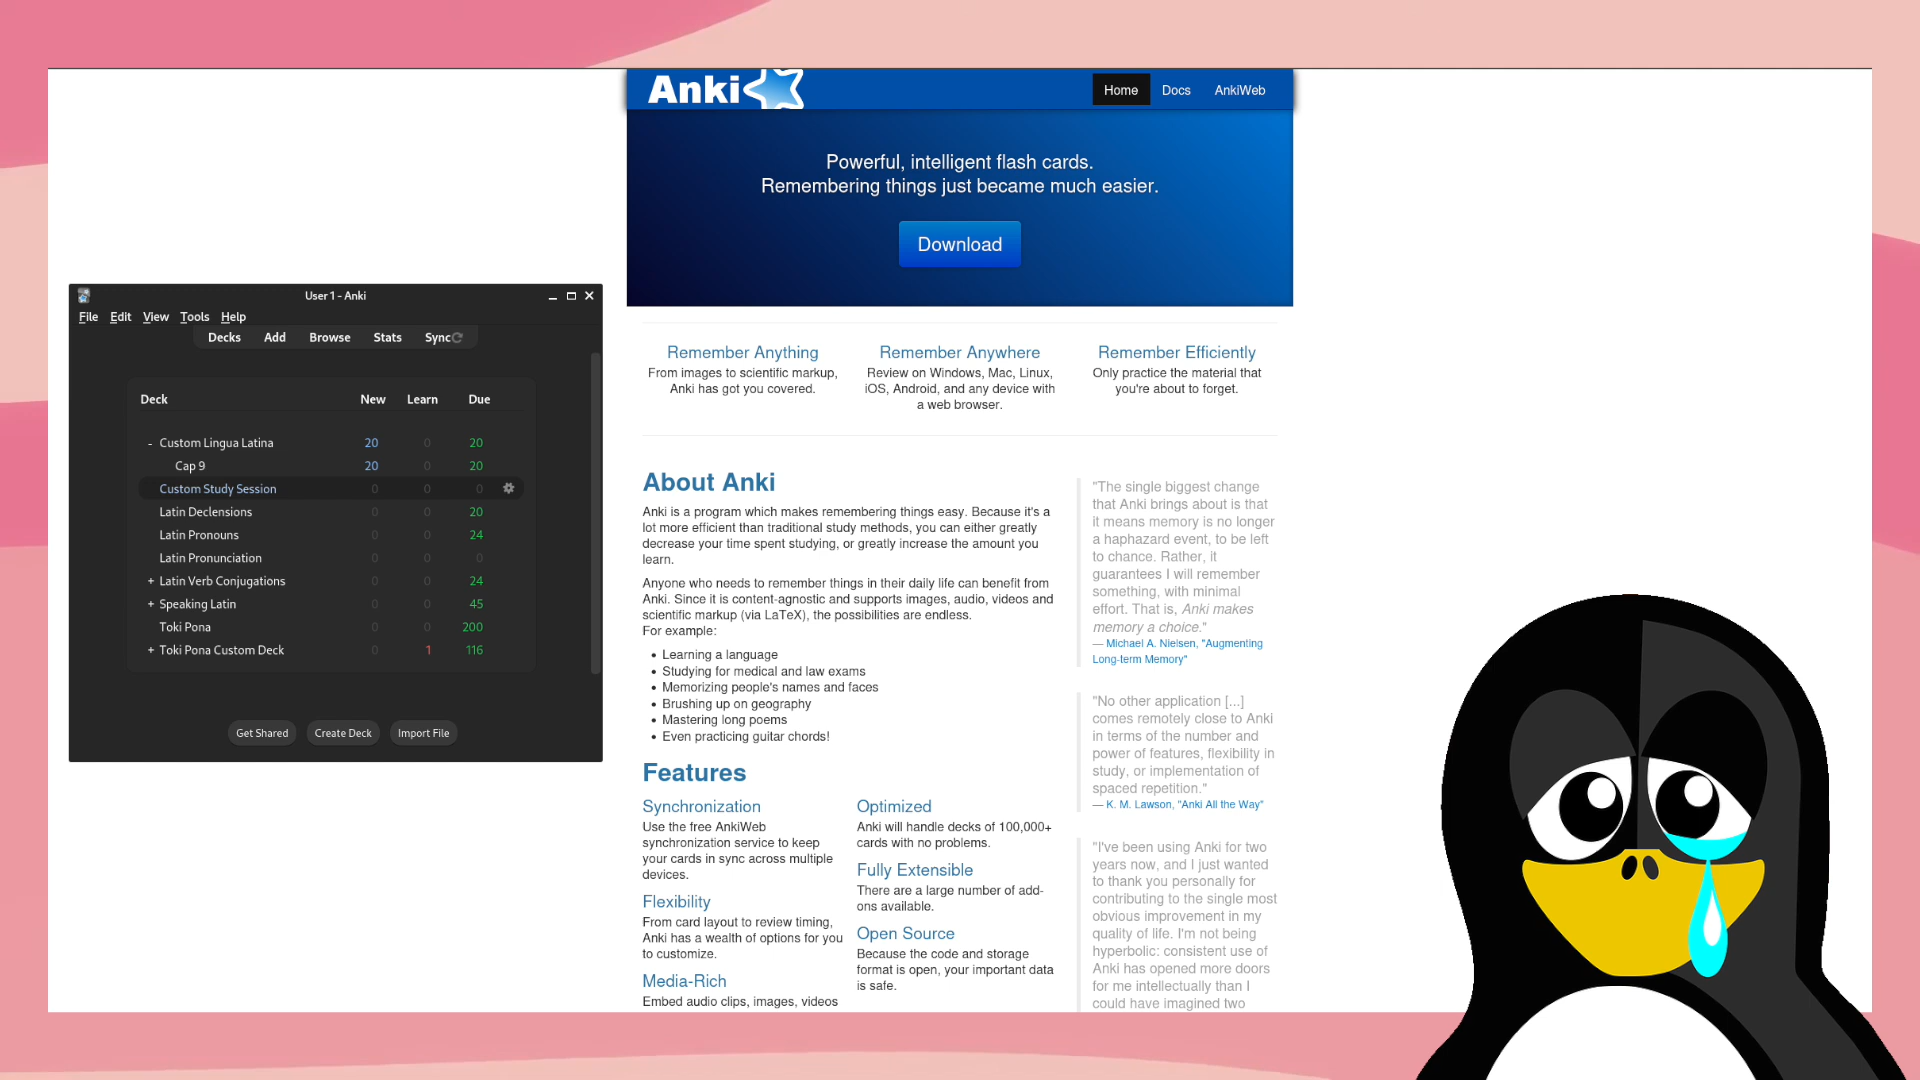 Anki
Home Docs AnkiWeb
Powerful, intelligent flash cards.
Remembering things just became much easier.
Download
User 1 - Anki
File Edit View Tools Help
Decks Add Browse Stats Sync
Deck New Learn Due
- Custom Lingua Latina 20 0 20
Cap 9 20 0 20
Custom Study Session 0 0 0
Latin Declensions 0 0 20
Latin Pronouns 0 0 24
Latin Pronunciation 0 0 0
+ Latin Verb Conjugations 0 0 24
+ Speaking Latin 0 0 45
Toki Pona 0 0 200
+ Toki Pona Custom Deck 0 1 116
Get Shared Create Deck Import File
Remember Anything
From images to scientific markup,
Anki has got you covered.
Remember Anywhere
Review on Windows, Mac, Linux,
iOS, Android, and any device with
a web browser.
Remember Efficiently
Only practice the material that
you're about to forget.
About Anki
Anki is a program which makes remembering things easy. Because it's a
lot more efficient than traditional study methods, you can either greatly
decrease your time spent studying, or greatly increase the amount you
learn.
Anyone who needs to remember things in their daily life can benefit from
Anki. Since it is content-agnostic and supports images, audio, videos and
scientific markup (via LaTeX), the possibilities are endless.
For example:
• Learning a language
• Studying for medical and law exams
• Memorizing people's names and faces
• Brushing up on geography
• Mastering long poems
• Even practicing guitar chords!
Features
Synchronization
Use the free AnkiWeb
synchronization service to keep
your cards in sync across multiple
devices.
Flexibility
From card layout to review timing,
Anki has a wealth of options for you
to customize.
Media-Rich
Embed audio clips, images, videos
Optimized
Anki will handle decks of 100,000+
cards with no problems.
Fully Extensible
There are a large number of add-
ons available.
Open Source
Because the code and storage
format is open, your important data
is safe.
"The single biggest change
that Anki brings about is that
it means memory is no longer
a haphazard event, to be left
to chance. Rather, it
guarantees I will remember
something, with minimal
effort. That is, Anki makes
memory a choice."
— Michael A. Nielsen, "Augmenting
Long-term Memory"
"No other application [...]
comes remotely close to Anki
in terms of the number and
power of features, flexibility in
study, or implementation of
spaced repetition."
— K. M. Lawson, "Anki All the Way"
"I've been using Anki for two
years now, and I just wanted
to thank you personally for
contributing to the single most
obvious improvement in my
quality of life. I'm not being
hyperbolic: consistent use of
Anki has opened more doors
for me intellectually than I
could have imagined two